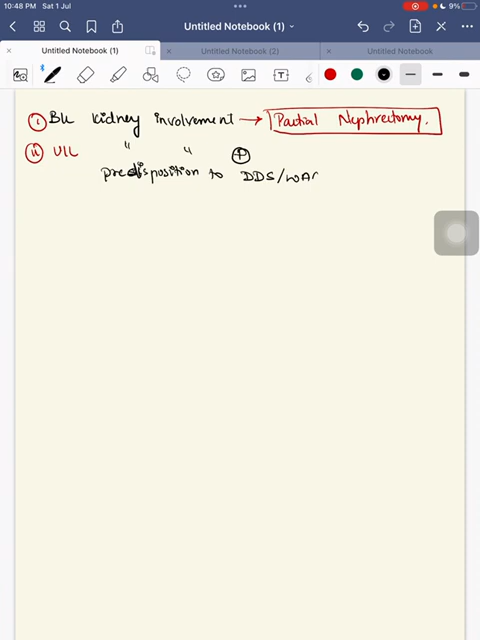 10:48 PM Sat 1 Jul 9%
Untitled Notebook (1)
Untitled Notebook (1) Untitled Notebook (2) Untitled Notebook
(i) B/L kidney involvement → Partial Nephrectomy.
(ii) U/L " " ⊕
predisposition to DDS/WAG